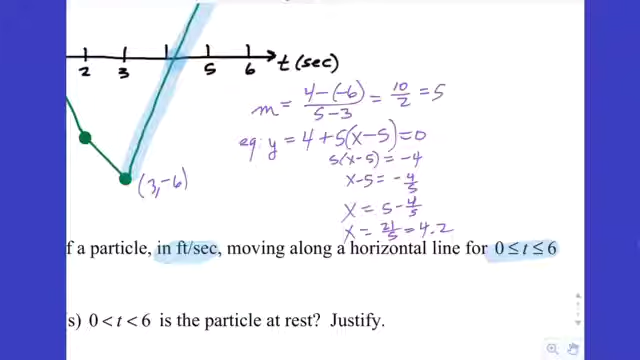 2 3 5 6 t (sec)
m = 4-(-6) / 5-3 = 10/2 = 5
eq: y = 4 + 5(x-5) = 0
5(x-5) = -4
x-5 = -4/5
(3,-6)
x = 5 - 4/5
x = 21/5 = 4.2
f a particle, in ft/sec, moving along a horizontal line for 0 ≤ t ≤ 6
s) 0 < t < 6 is the particle at rest? Justify.